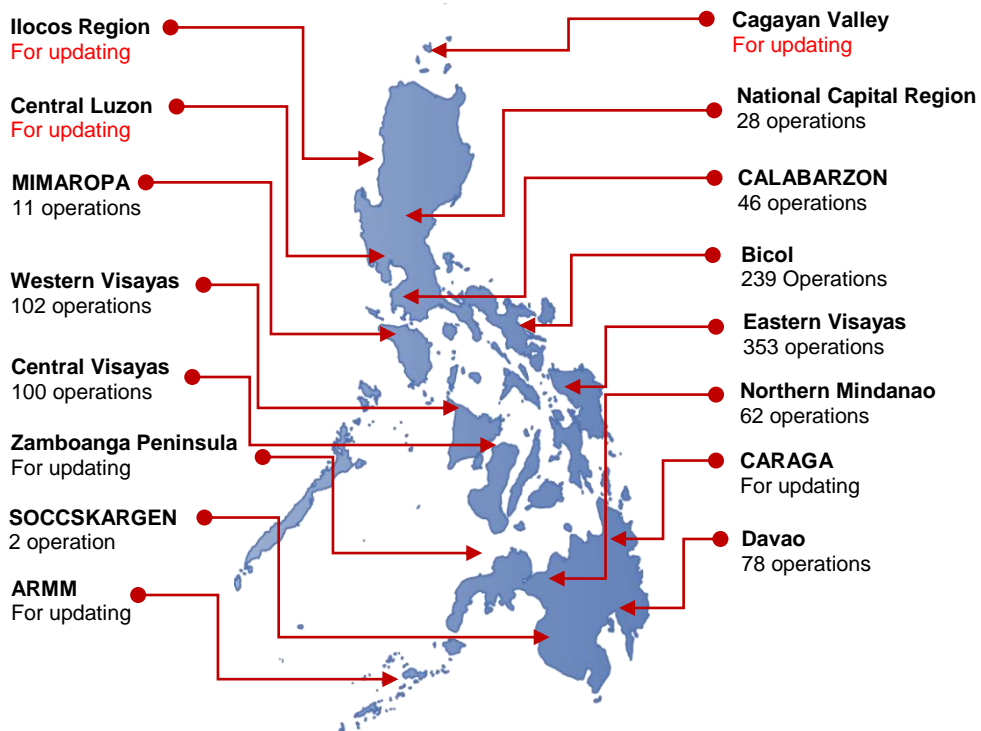 Ilocos Region
For updating
Central Luzon
For updating
MIMAROPA
11 operations
Western Visayas
102 operations
Central Visayas
100 operations
Zamboanga Peninsula
For updating
SOCCSKARGEN
2 operation
ARMM
For updating
Cagayan Valley
For updating
National Capital Region
28 operations
CALABARZON
46 operations
Bicol
239 Operations
Eastern Visayas
353 operations
Northern Mindanao
62 operations
CARAGA
For updating
Davao
78 operations